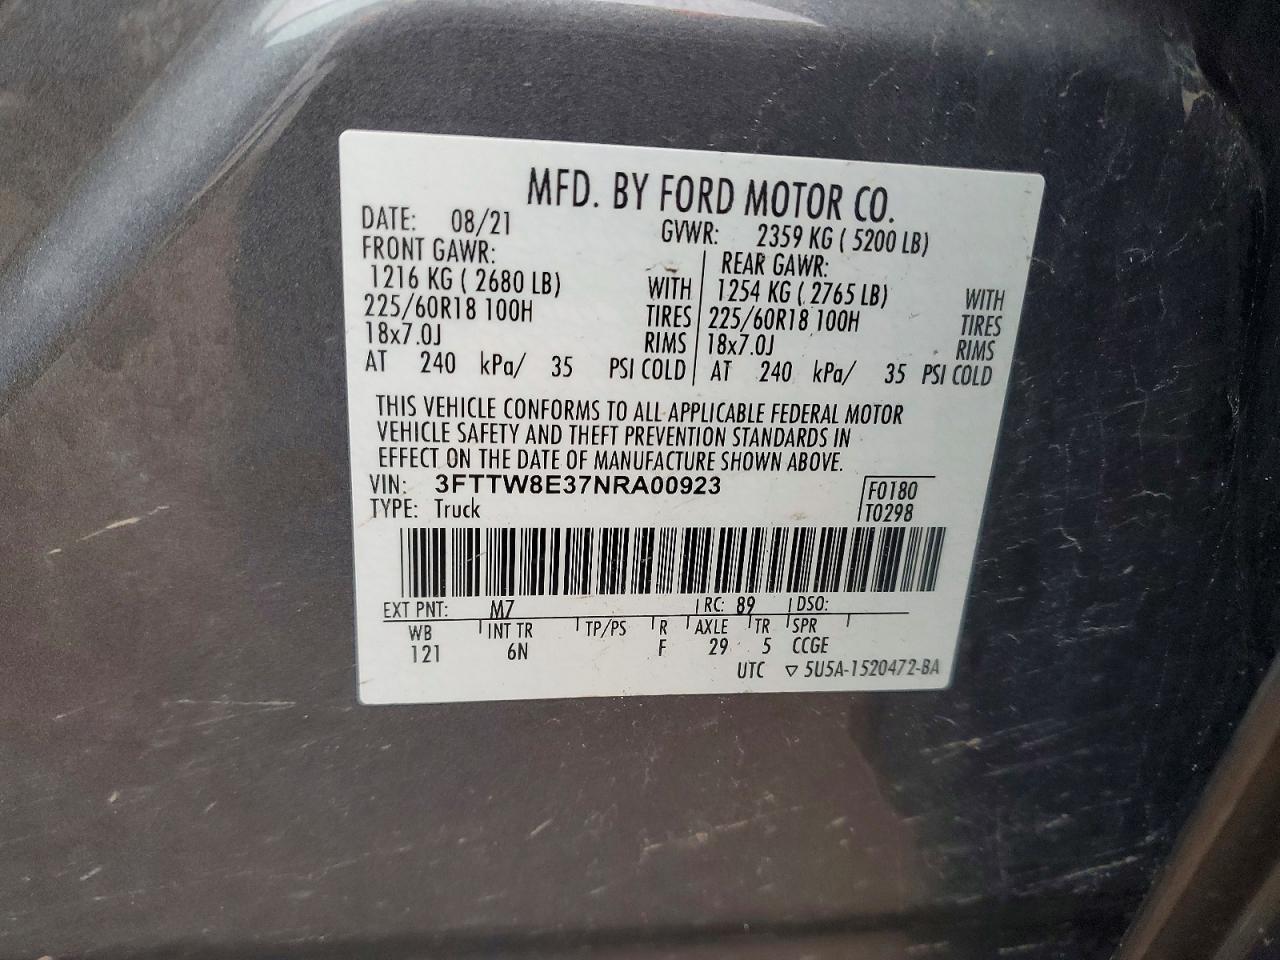 MFD. BY FORD MOTOR CO.
DATE: 08/21 GVWR: 2359 KG ( 5200 LB)
FRONT GAWR: REAR GAWR:
1216 KG ( 2680 LB) WITH 1254 KG ( 2765 LB) WITH
225/60R18 100H TIRES 225/60R18 100H TIRES
18x7.0J RIMS 18x7.0J RIMS
AT 240 kPa/ 35 PSI COLD AT 240 kPa/ 35 PSI COLD
THIS VEHICLE CONFORMS TO ALL APPLICABLE FEDERAL MOTOR
VEHICLE SAFETY AND THEFT PREVENTION STANDARDS IN
EFFECT ON THE DATE OF MANUFACTURE SHOWN ABOVE.
VIN: 3FTTW8E37NRA00923 F0180
TYPE: Truck T0298
EXT PNT: M7 RC: 89 DSO:
WB INT TR TP/PS R AXLE TR SPR
121 6N F 29 5 CCGE
UTC ▽ 5U5A-1520472-BA